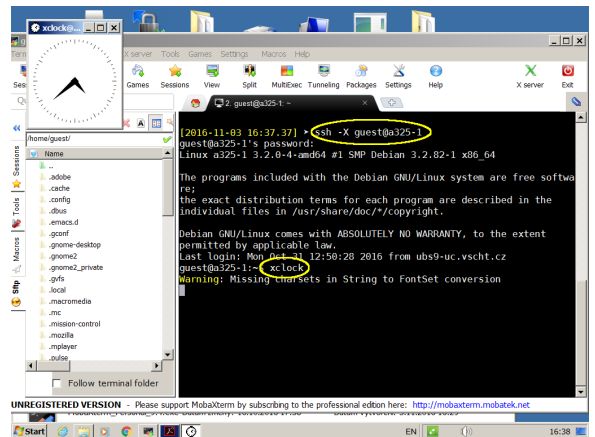 xclock@...
Term
X server Tools Games Settings Macros Help
Games Sessions View Split MultiExec Tunneling Packages Settings Help X server Exit
2. guest@a325-1: ~
/home/guest/
Name
..
.adobe
.cache
.config
.dbus
.emacs.d
.gconf
.gnome-desktop
.gnome2
.gnome2_private
.gvfs
.local
.macromedia
.mc
.mission-control
.mozilla
.mplayer
.pulse
Follow terminal folder
Sessions
Tools
Macros
Sftp
[2016-11-03 16:37.37] ➤ ssh -X guest@a325-1
guest@a325-1's password:
Linux a325-1 3.2.0-4-amd64 #1 SMP Debian 3.2.82-1 x86_64
The programs included with the Debian GNU/Linux system are free softwa
re;
the exact distribution terms for each program are described in the
individual files in /usr/share/doc/*/copyright.
Debian GNU/Linux comes with ABSOLUTELY NO WARRANTY, to the extent
permitted by applicable law.
Last login: Mon Oct 31 12:50:28 2016 from ubs9-uc.vscht.cz
guest@a325-1:~$ xclock
Warning: Missing charsets in String to FontSet conversion
UNREGISTERED VERSION - Please support MobaXterm by subscribing to the professional edition here: http://mobaxterm.mobatek.net
Start
EN
16:38